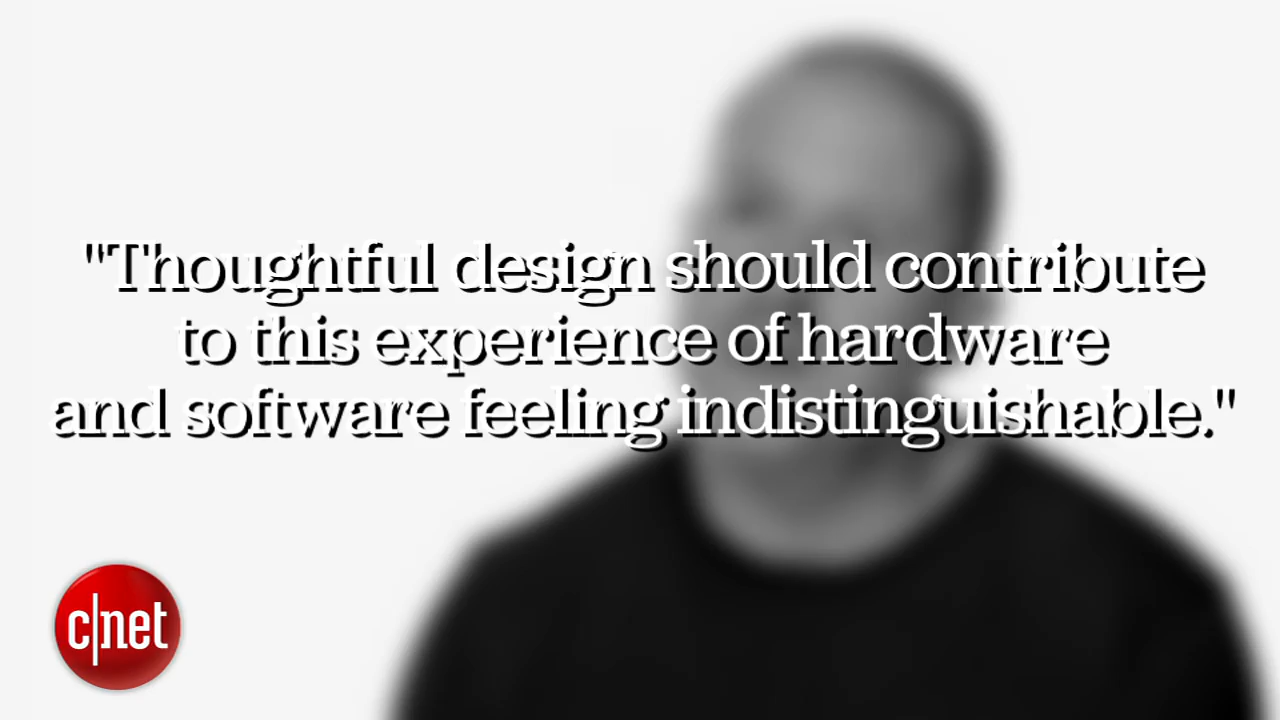 "Thoughtful design should contribute
to this experience of hardware
and software feeling indistinguishable."
c|net